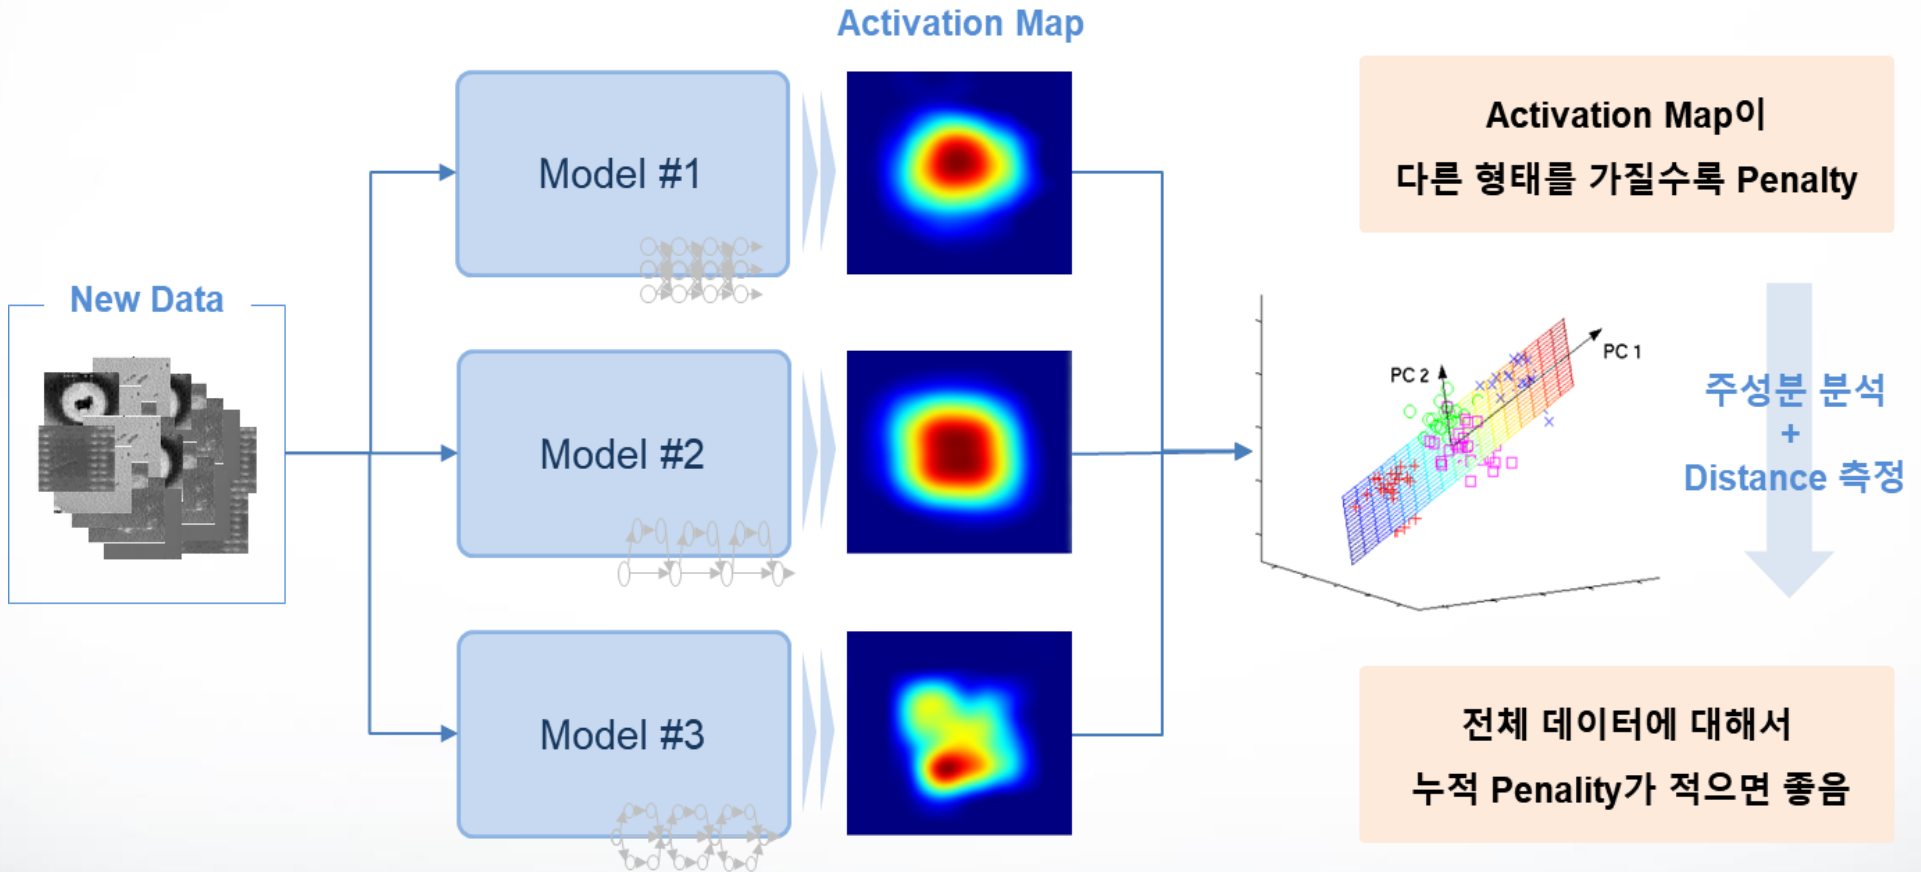 Activation Map
New Data
Model #1
Model #2
Model #3
Activation Map이
다른 형태를 가질수록 Penalty
PC 1
PC 2
주성분 분석
+
Distance 측정
전체 데이터에 대해서
누적 Penality가 적으면 좋음